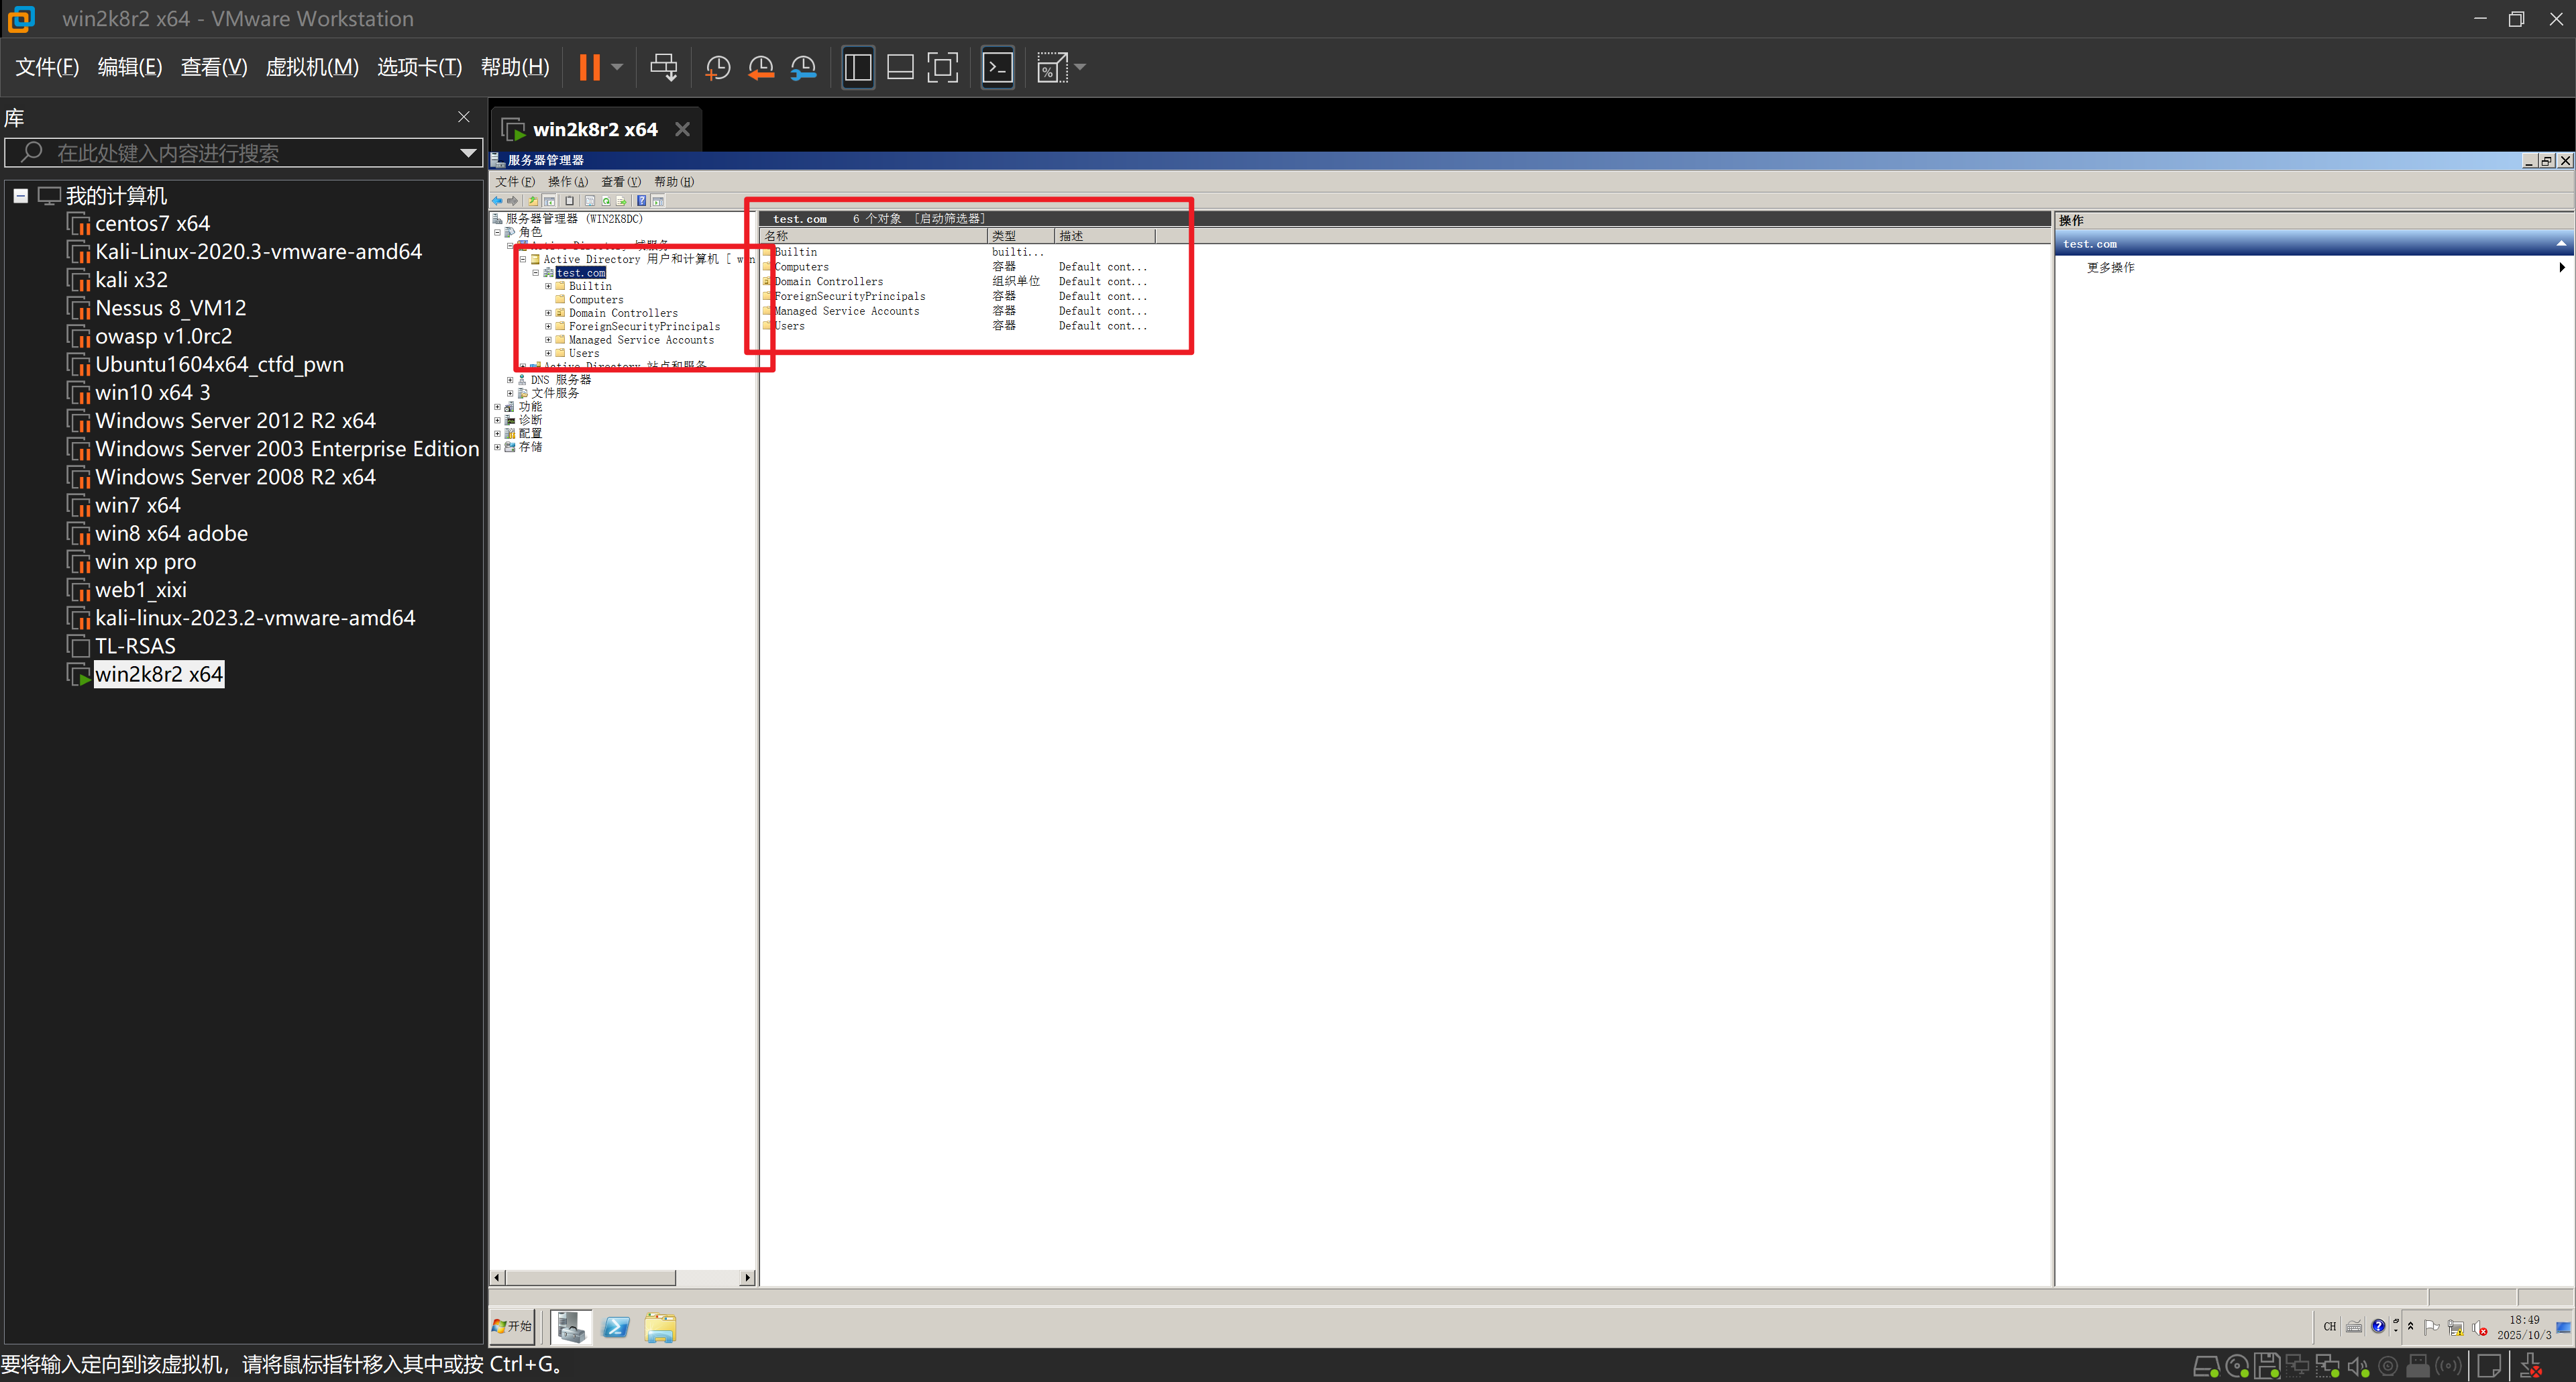 win2k8r2 x64 - VMware Workstation
文件(F) 编辑(E) 查看(V) 虚拟机(M) 选项卡(T) 帮助(H)
库
在此处键入内容进行搜索
我的计算机
centos7 x64
Kali-Linux-2020.3-vmware-amd64
kali x32
Nessus 8_VM12
owasp v1.0rc2
Ubuntu1604x64_ctfd_pwn
win10 x64 3
Windows Server 2012 R2 x64
Windows Server 2003 Enterprise Edition
Windows Server 2008 R2 x64
win7 x64
win8 x64 adobe
win xp pro
web1_xixi
kali-linux-2023.2-vmware-amd64
TL-RSAS
win2k8r2 x64
win2k8r2 x64
服务器管理器
文件(F) 操作(A) 查看(V) 帮助(H)
服务器管理器 (WIN2K8DC)
角色
Active Directory 域服务
Active Directory 用户和计算机 [ win
test.com
Builtin
Computers
Domain Controllers
ForeignSecurityPrincipals
Managed Service Accounts
Users
Active Directory 站点和服务
DNS 服务器
文件服务
功能
诊断
配置
存储
test.com 6 个对象 [启动筛选器]
名称 类型 描述
Builtin builti...
Computers 容器 Default cont...
Domain Controllers 组织单位 Default cont...
ForeignSecurityPrincipals 容器 Default cont...
Managed Service Accounts 容器 Default cont...
Users 容器 Default cont...
操作
test.com
更多操作
开始
CH
18:49
2025/10/3
要将输入定向到该虚拟机，请将鼠标指针移入其中或按 Ctrl+G。